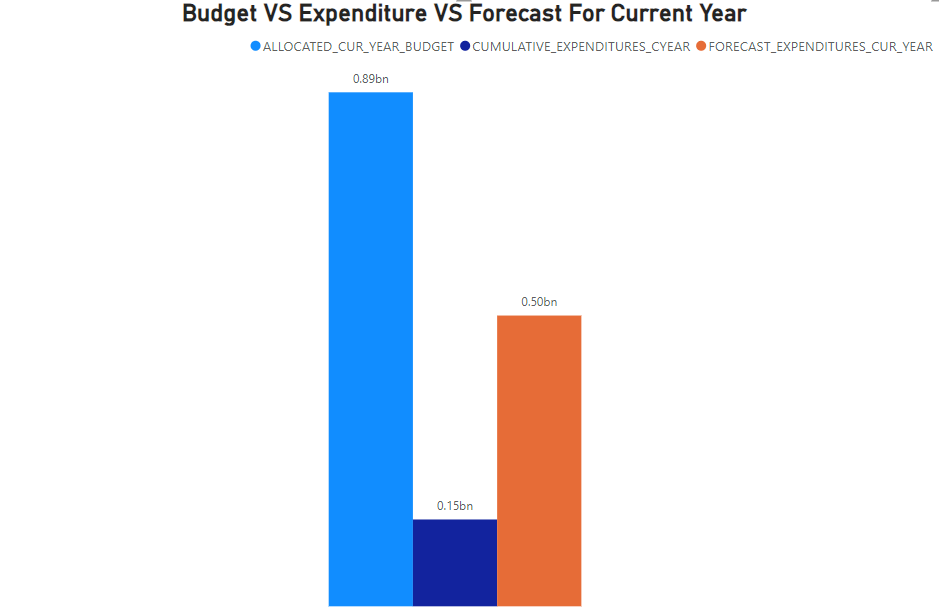 Budget VS Expenditure VS Forecast For Current Year
ALLOCATED_CUR_YEAR_BUDGET CUMULATIVE_EXPENDITURES_CYEAR FORECAST_EXPENDITURES_CUR_YEAR
0.89bn
0.50bn
0.15bn